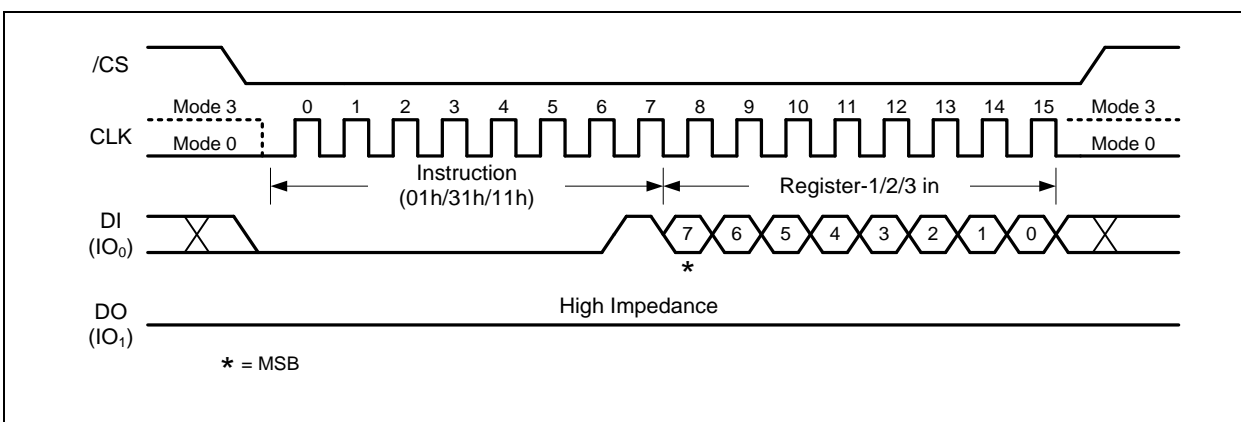 /CS
Mode 3 0 1 2 3 4 5 6 7 8 9 10 11 12 13 14 15 Mode 3
CLK
Mode 0 Mode 0
Instruction
(01h/31h/11h)
Register-1/2/3 in
DI
(IO₀)
7 6 5 4 3 2 1 0
*
High Impedance
DO
(IO₁)
* = MSB